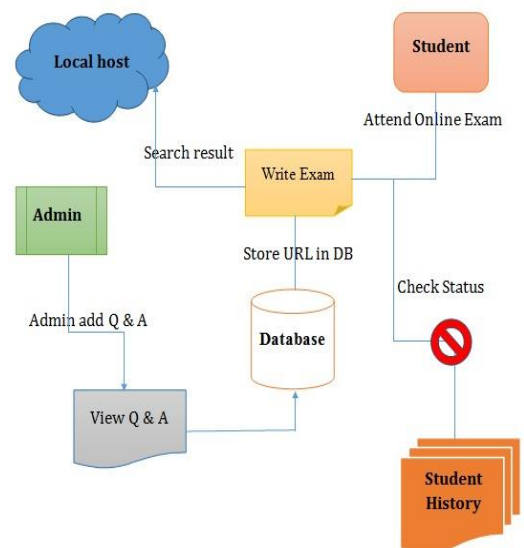 Local host
Student
Attend Online Exam
Search result
Write Exam
Admin
Store URL in DB
Check Status
Admin add Q & A
Database
View Q & A
Student
History